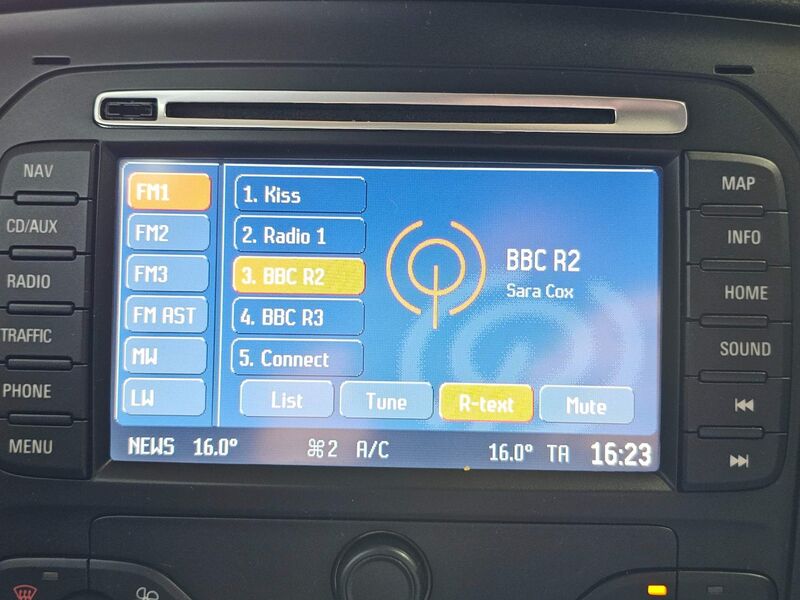 NAV
CD/AUX
RADIO
TRAFFIC
PHONE
MENU
FM1
FM2
FM3
FM AST
MW
LW
1. Kiss
2. Radio 1
3. BBC R2
4. BBC R3
5. Connect
BBC R2
Sara Cox
List
Tune
R-text
Mute
NEWS 16.0° ⌘2 A/C 16.0° TA 16:23
MAP
INFO
HOME
SOUND